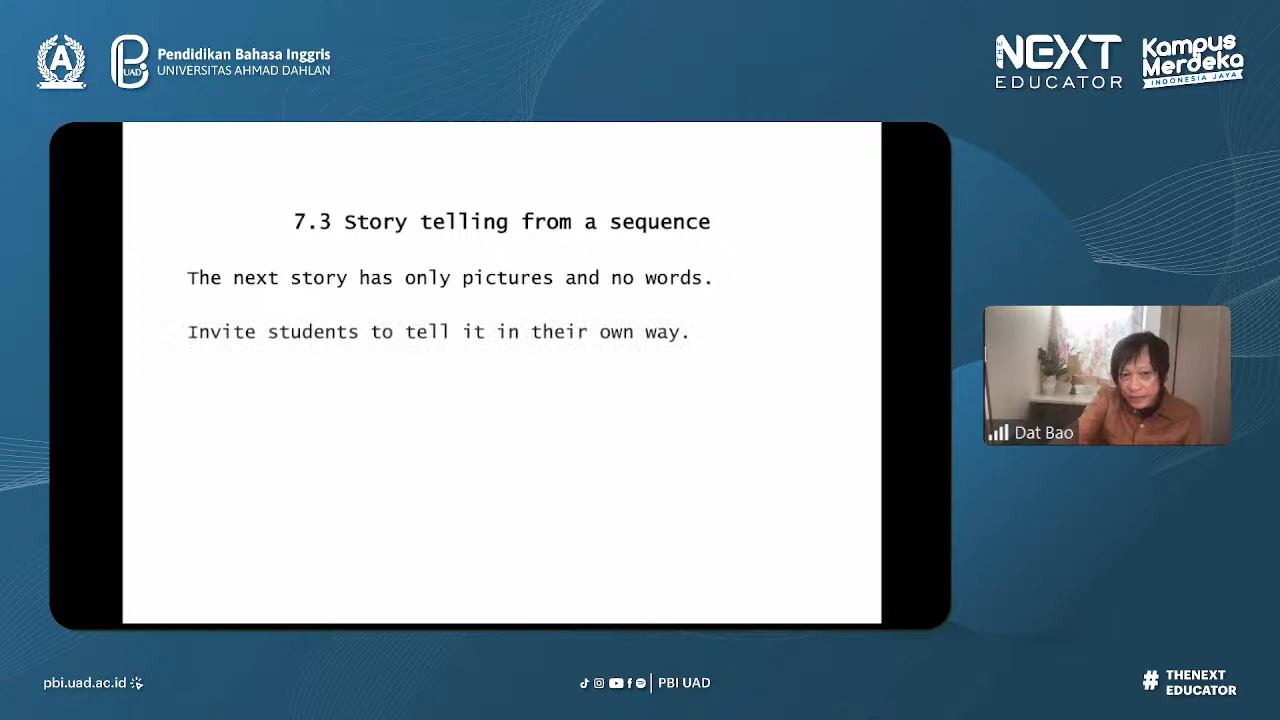 A
UAD
Pendidikan Bahasa Inggris
UNIVERSITAS AHMAD DAHLAN
THE NEXT
EDUCATOR
Kampus
Merdeka
INDONESIA JAYA
7.3 Story telling from a sequence
The next story has only pictures and no words.
Invite students to tell it in their own way.
Dat Bao
pbi.uad.ac.id
PBI UAD
# THENEXT
EDUCATOR